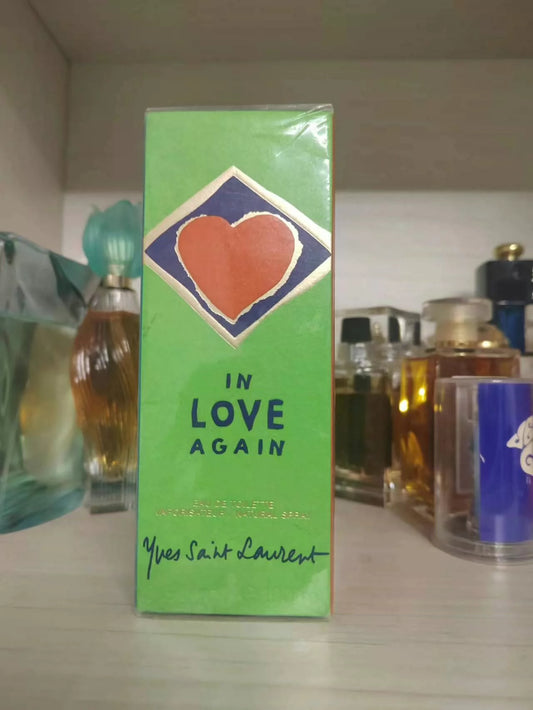 IN
LOVE
AGAIN
EAU DE TOILETTE
VAPORISATEUR NATURAL SPRAY
Yves Saint Laurent